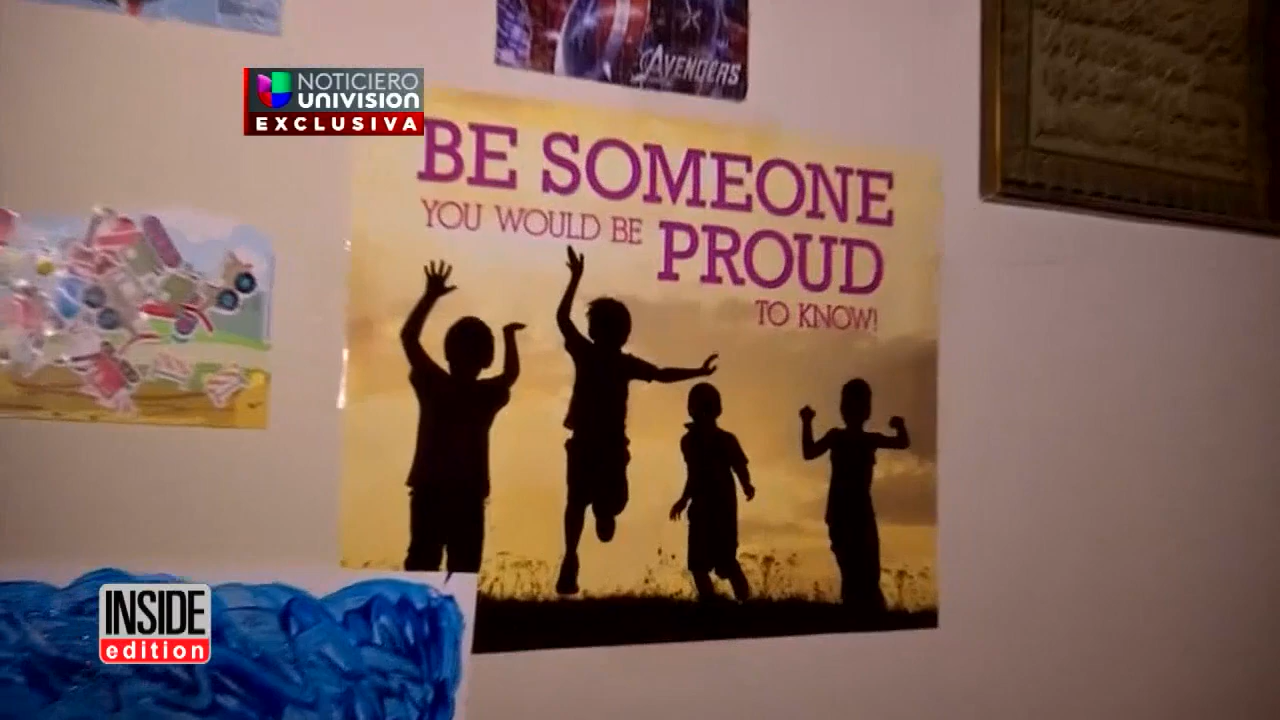 AVENGERS
NOTICIERO
UNIVISION
EXCLUSIVA
BE SOMEONE
YOU WOULD BE PROUD
TO KNOW!
INSIDE
edition